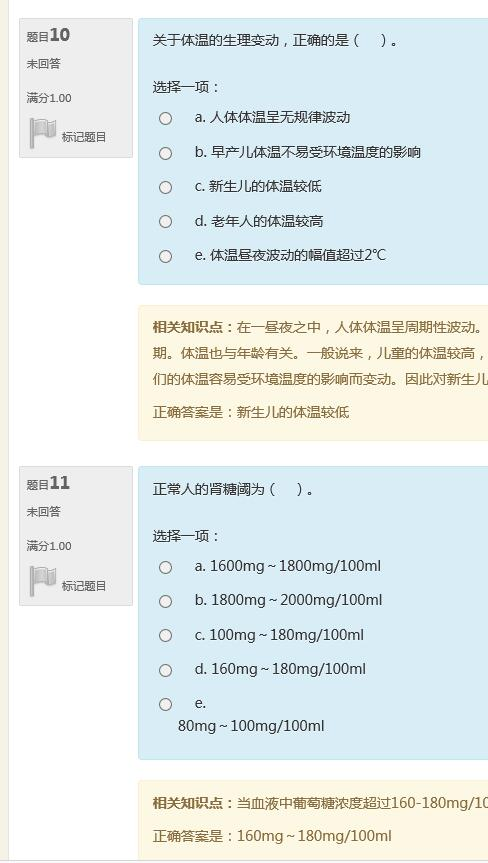 题目10
未回答
满分1.00
标记题目
关于体温的生理变动，正确的是（ ）。
选择一项：
a. 人体体温呈无规律波动
b. 早产儿体温不易受环境温度的影响
c. 新生儿的体温较低
d. 老年人的体温较高
e. 体温昼夜波动的幅值超过2℃
相关知识点：在一昼夜之中，人体体温呈周期性波动。
期。体温也与年龄有关。一般说来，儿童的体温较高，
们的体温容易受环境温度的影响而变动。因此对新生儿
正确答案是：新生儿的体温较低
题目11
未回答
满分1.00
标记题目
正常人的肾糖阈为（ ）。
选择一项：
a. 1600mg～1800mg/100ml
b. 1800mg～2000mg/100ml
c. 100mg～180mg/100ml
d. 160mg～180mg/100ml
e.
80mg～100mg/100ml
相关知识点：当血液中葡萄糖浓度超过160-180mg/10
正确答案是：160mg～180mg/100ml